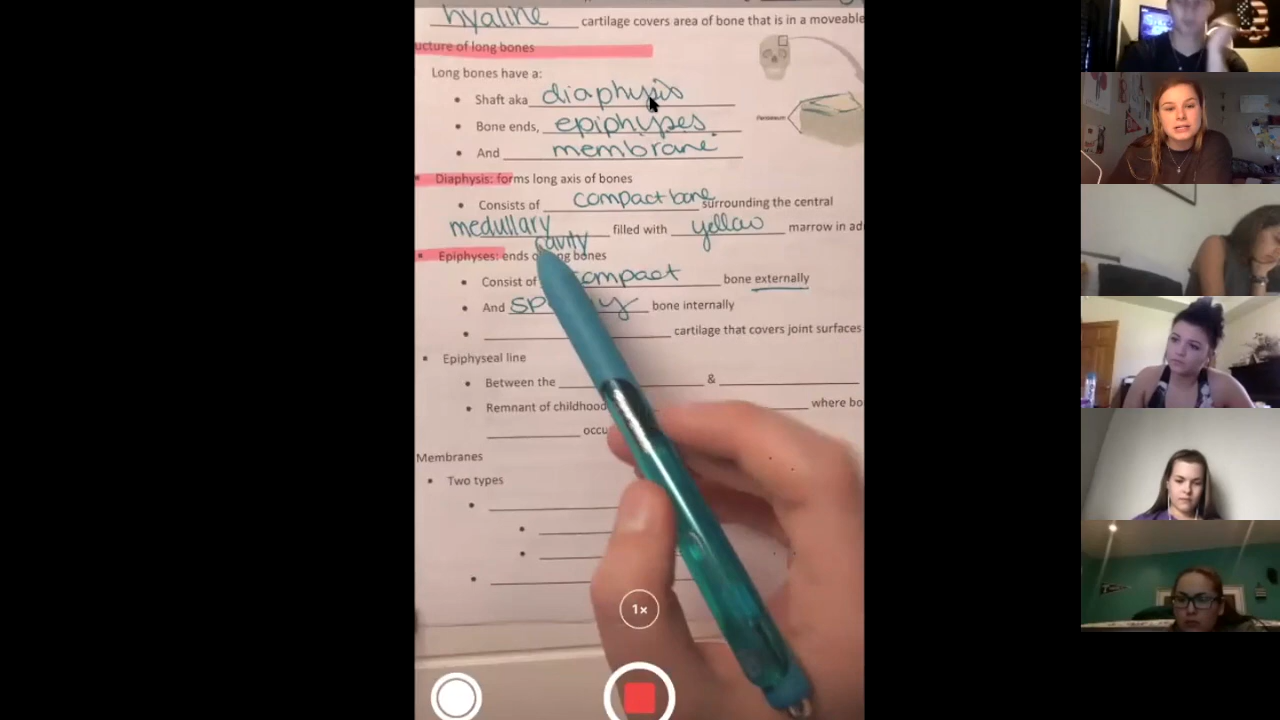 hyaline cartilage covers area of bone that is in a moveable
ucture of long bones
Long bones have a:
• Shaft aka diaphysis
• Bone ends, epiphyses
• And membrane
• Diaphysis: forms long axis of bones
• Consists of compact bone surrounding the central
medullary cavity filled with yellow marrow in ad
• Epiphyses: ends bones
• Consist of compact bone externally
• And bone internally
• cartilage that covers joint surfaces
• Epiphyseal line
• Between the &
• Remnant of childhood where bo
occu
Membranes
• Two types
1x